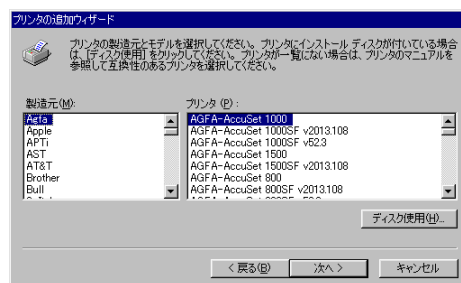 プリンタの追加ウィザード
プリンタの製造元とモデルを選択してください。プリンタにインストール ディスクが付いている場合
は、[ディスク使用] をクリックしてください。プリンタが一覧にない場合は、プリンタのマニュアルを
参照して互換性のあるプリンタを選択してください。
製造元(M):
プリンタ (P) :
Agfa
Apple
APTi
AST
AT&T
Brother
Bull
AGFA-AccuSet 1000
AGFA-AccuSet 1000SF v2013.108
AGFA-AccuSet 1000SF v52.3
AGFA-AccuSet 1500
AGFA-AccuSet 1500SF v2013.108
AGFA-AccuSet 800
AGFA-AccuSet 800SF v2013.108
ディスク使用(H)...
< 戻る(B)
次へ >
キャンセル